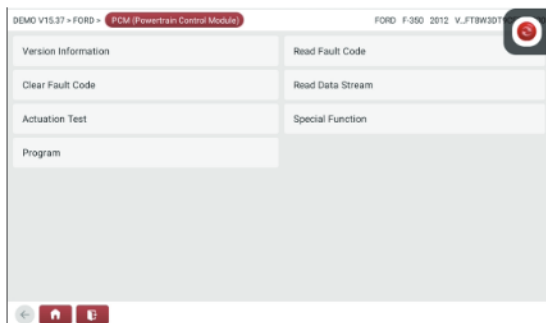 DEMO V15.37 > FORD > PCM (Powertrain Control Module) FORD F-350 2012
Version Information Read Fault Code
Clear Fault Code Read Data Stream
Actuation Test Special Function
Program